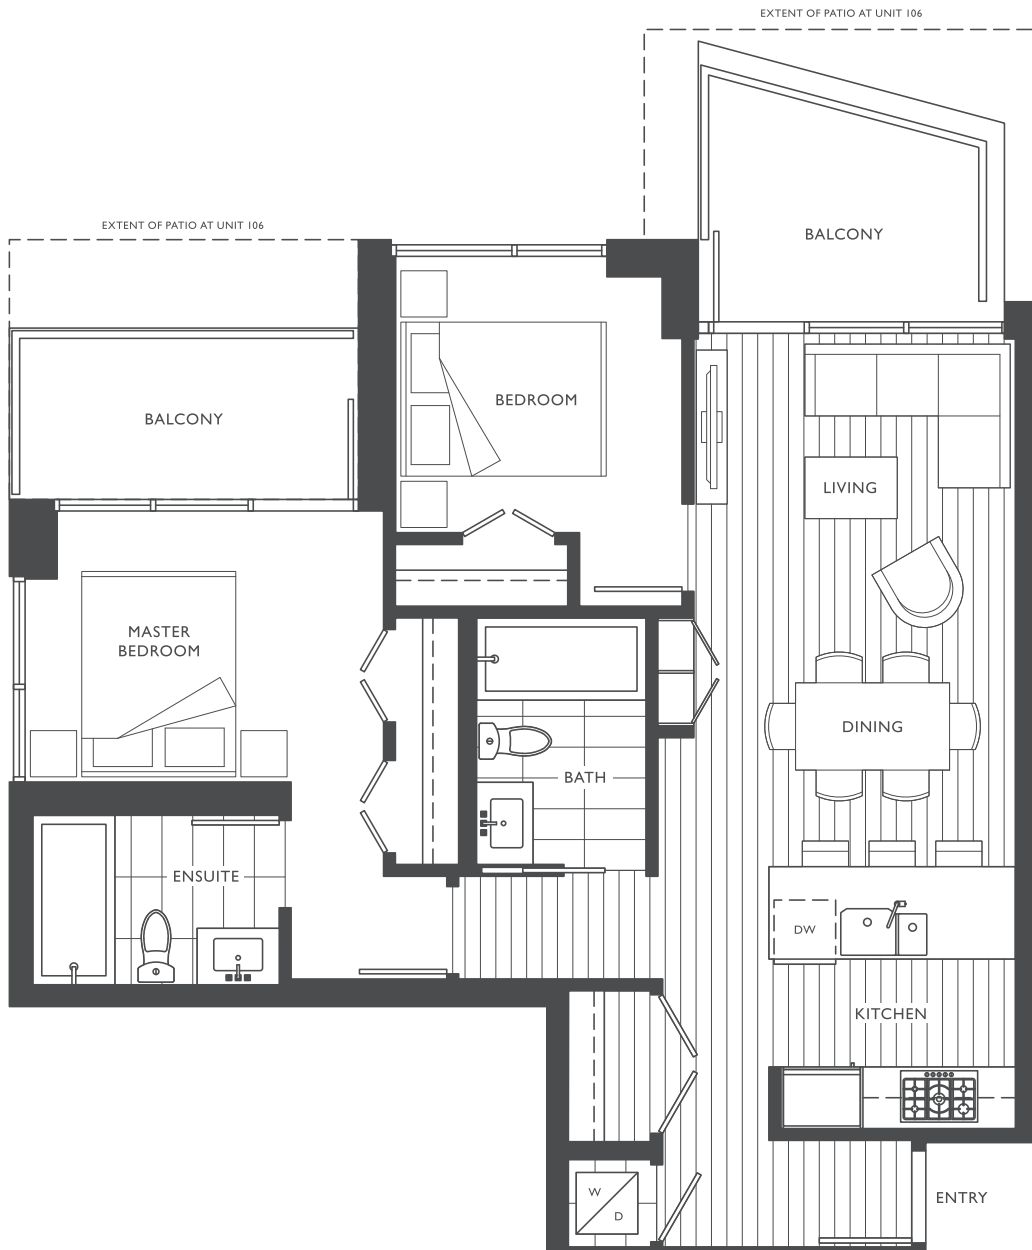 EXTENT OF PATIO AT UNIT 106
EXTENT OF PATIO AT UNIT 106
BALCONY
BALCONY
BEDROOM
LIVING
MASTER
BEDROOM
DINING
BATH
ENSUITE
DW
KITCHEN
W
D
ENTRY